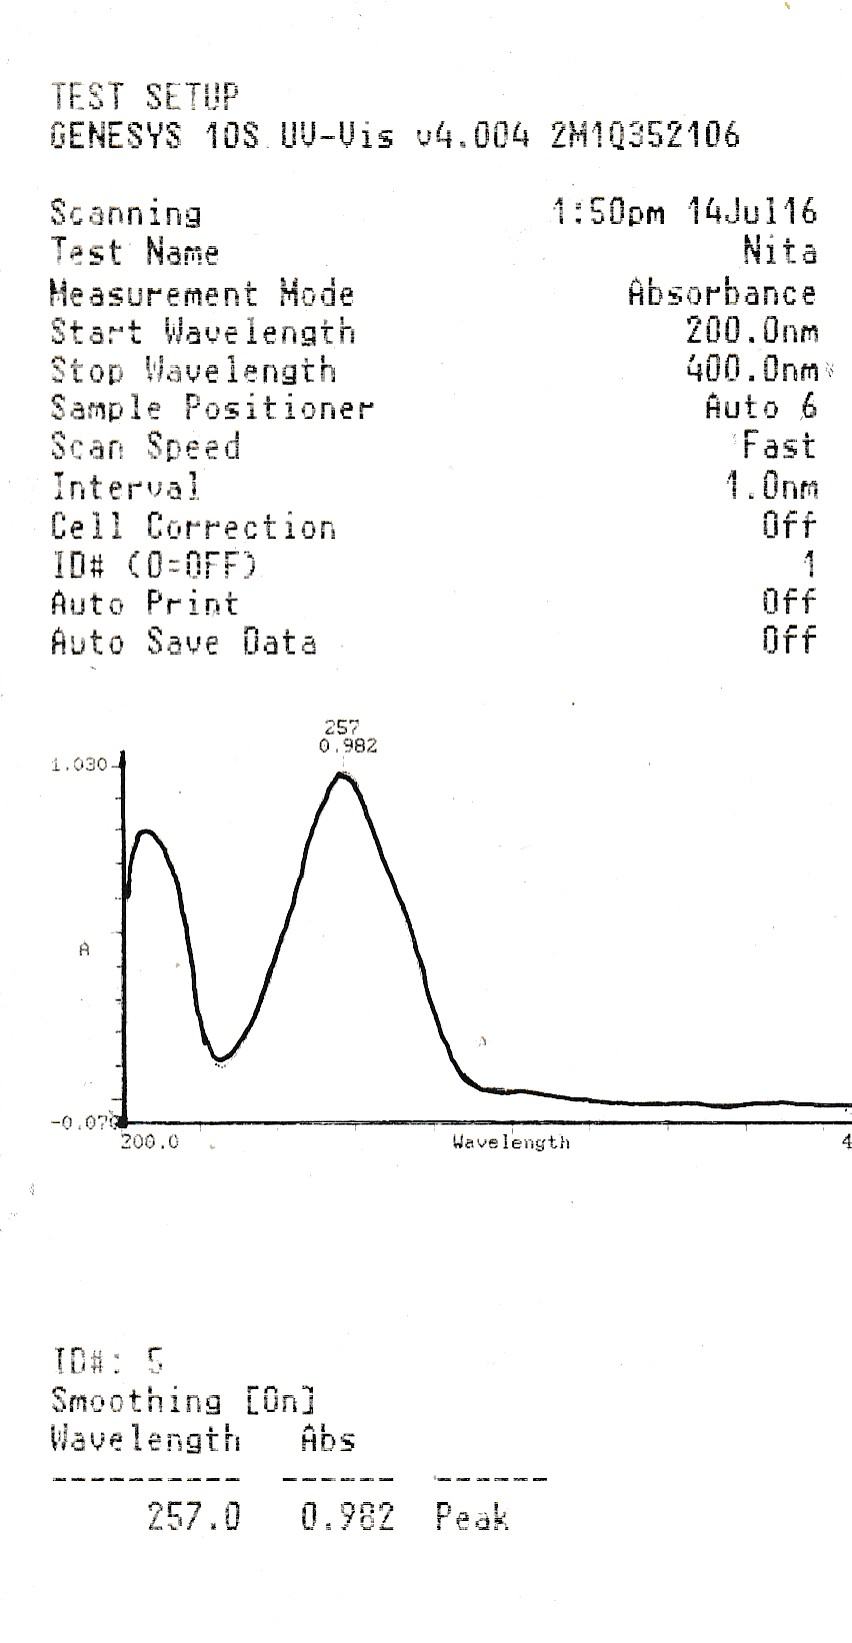 TEST SETUP
GENESYS 10S UV-Vis v4.004 2M1Q352106
Scanning 1:50pm 14Jul16
Test Name Nita
Measurement Mode Absorbance
Start Wavelength 200.0nm
Stop Wavelength 400.0nm
Sample Positioner Auto 6
Scan Speed Fast
Interval 1.0nm
Cell Correction Off
ID# (0=OFF) 1
Auto Print Off
Auto Save Data Off
257
0.982
1.030
A
200.0 Wavelength 4
ID#: 5
Smoothing [On]
Wavelength Abs
---------- ------ ------
257.0 0.982 Peak